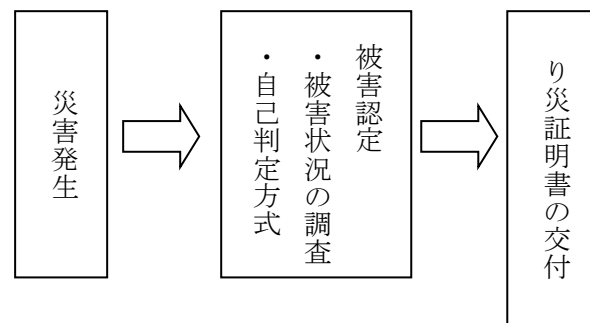 災害発生
被害認定
・被害状況の調査
・自己判定方式
り災証明書の交付